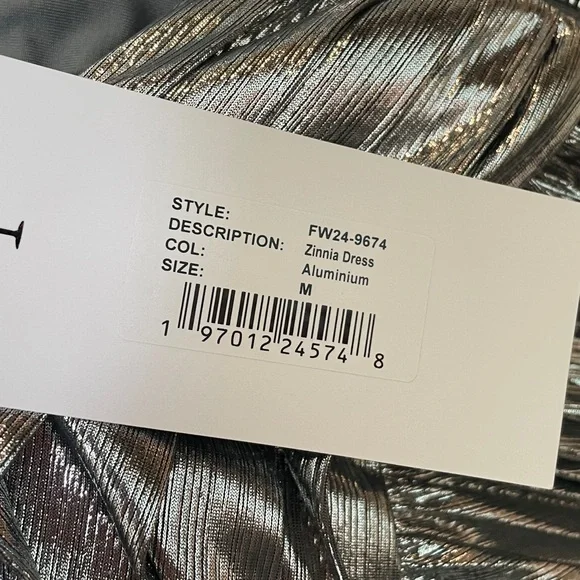 STYLE: FW24-9674
DESCRIPTION: Zinnia Dress
COL: Aluminium
SIZE: M
1 97012 24574 8